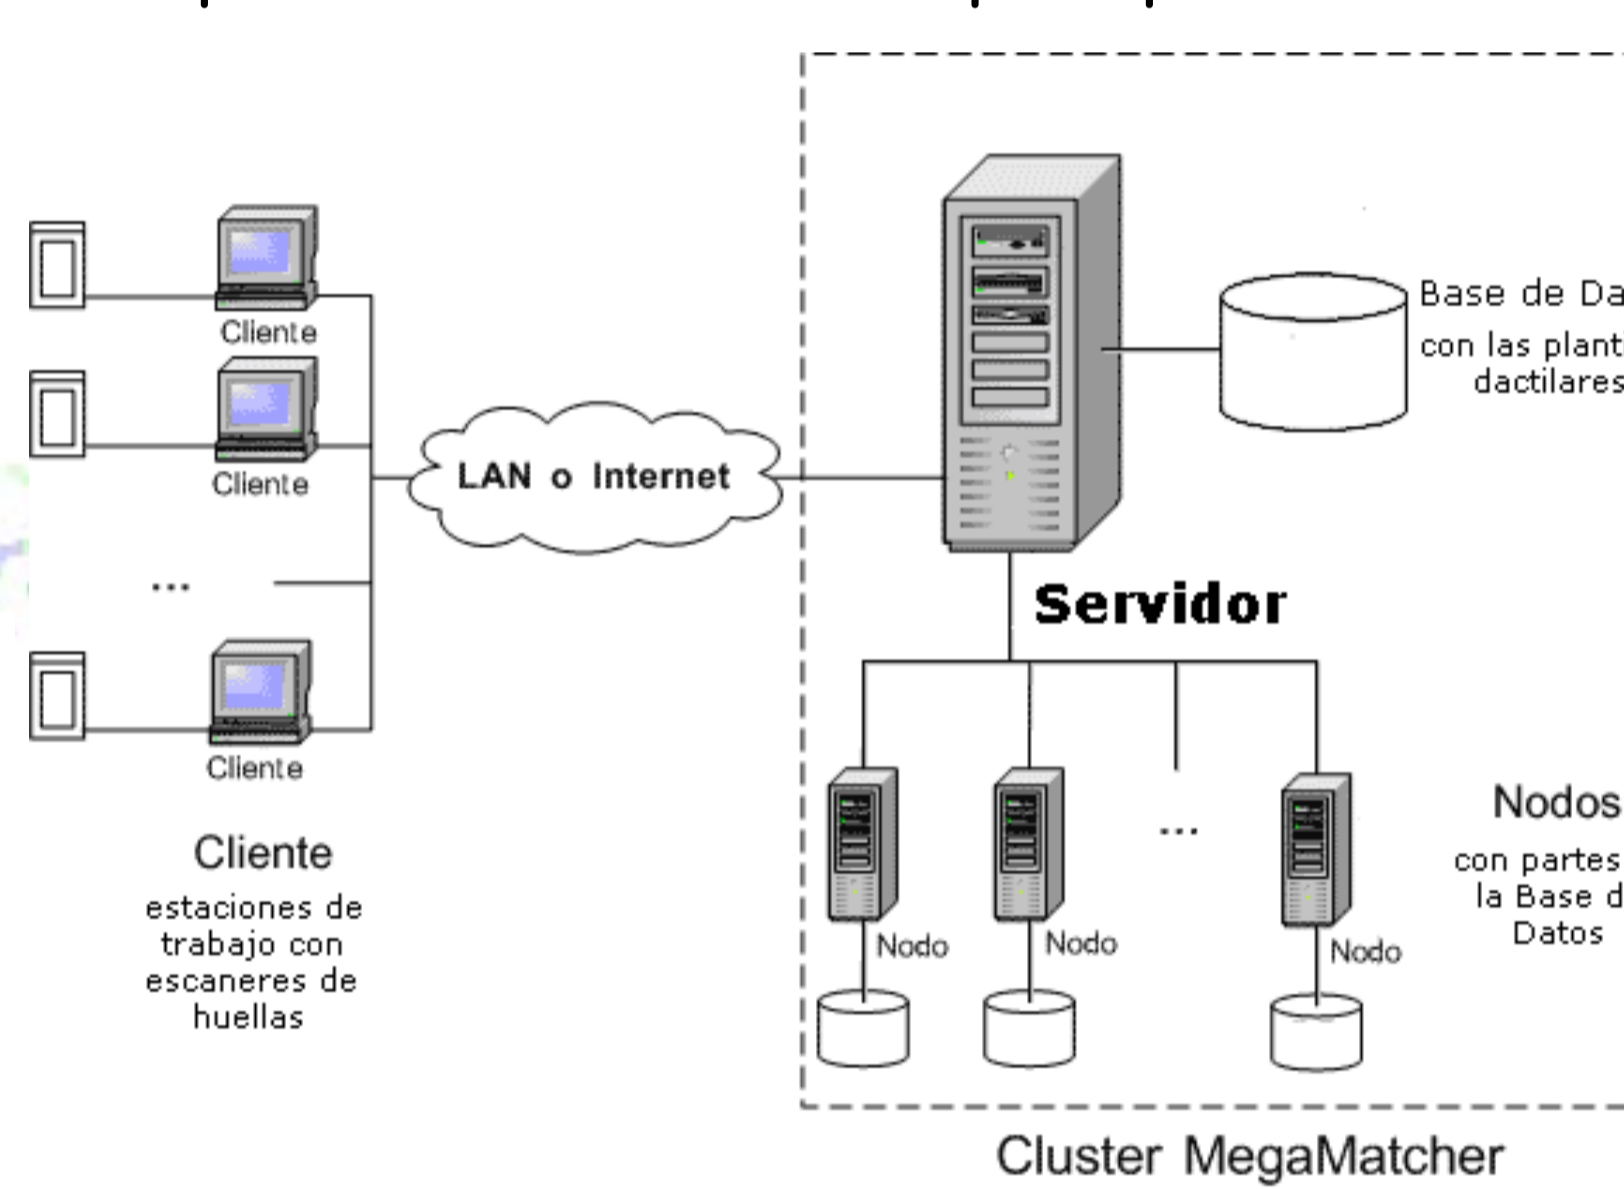 Cliente
Cliente
...
Cliente
Cliente
estaciones de
trabajo con
escaneres de
huellas
LAN o Internet
Base de Da
con las plant
dactilares
Servidor
...
Nodo
Nodo
Nodo
Nodos
con partes
la Base d
Datos
Cluster MegaMatcher